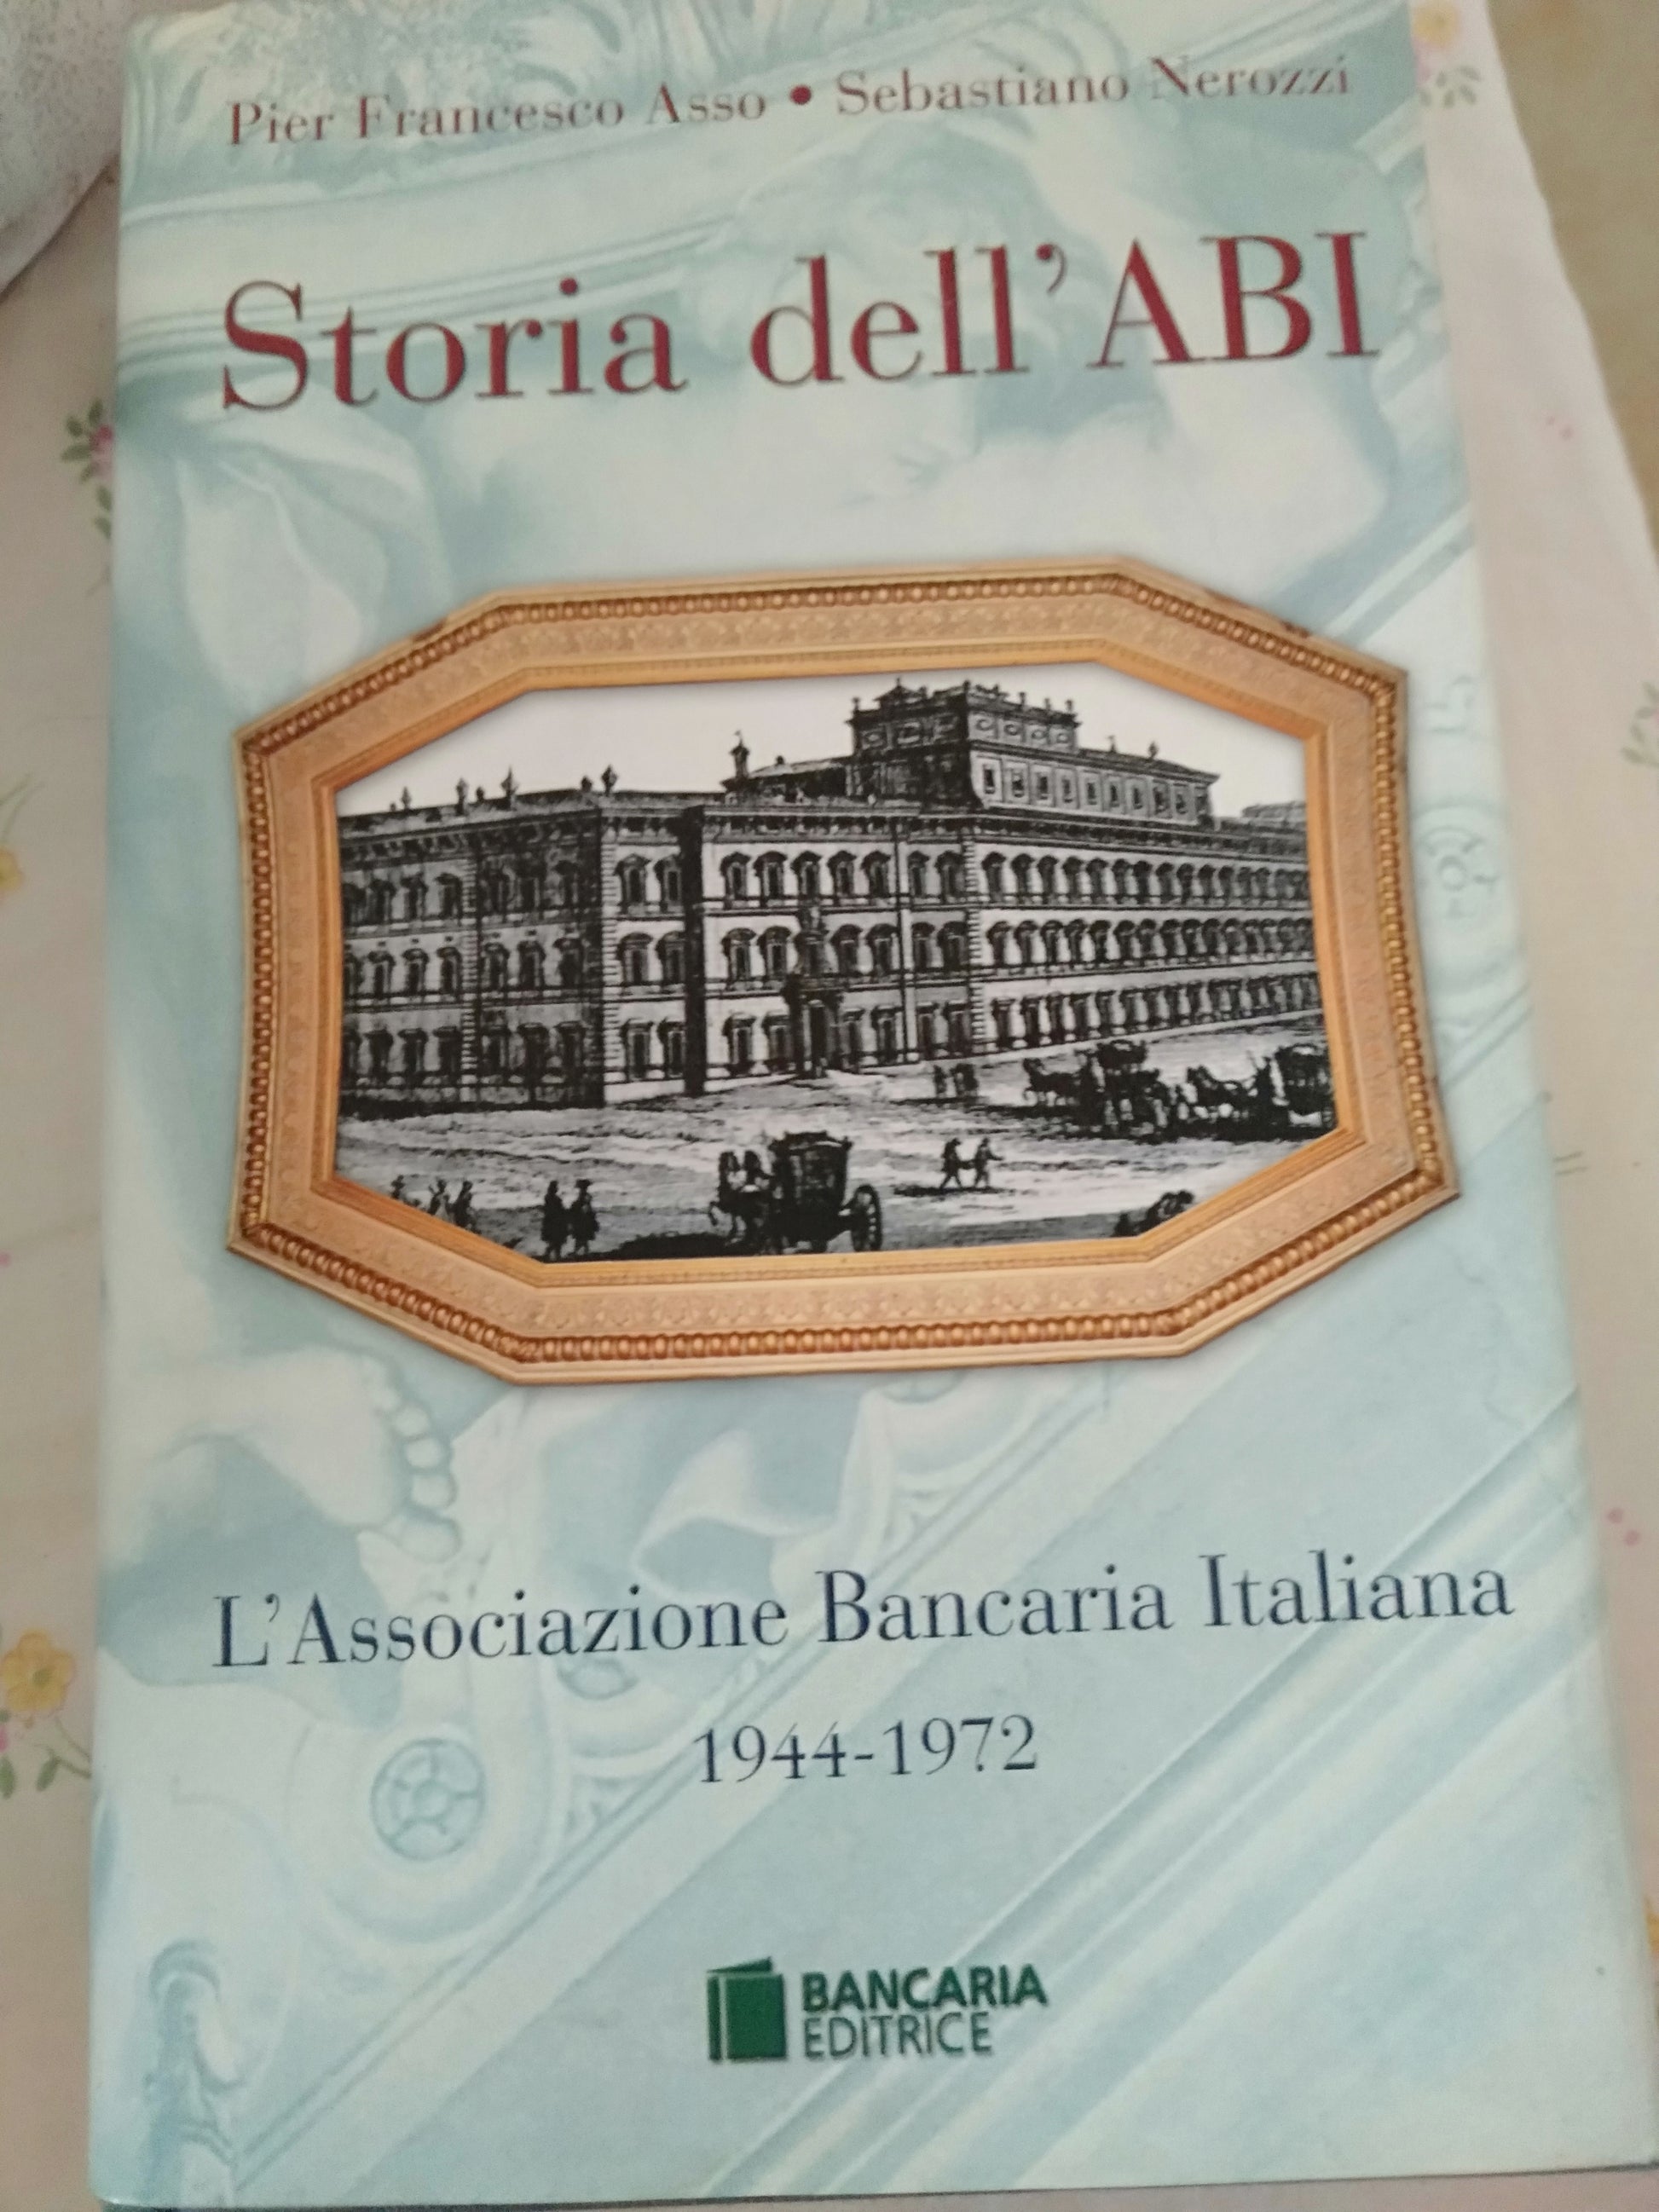 Pier Francesco Asso • Sebastiano Nerozzi
Storia dell'ABI
L'Associazione Bancaria Italiana
1944-1972
BANCARIA
EDITRICE